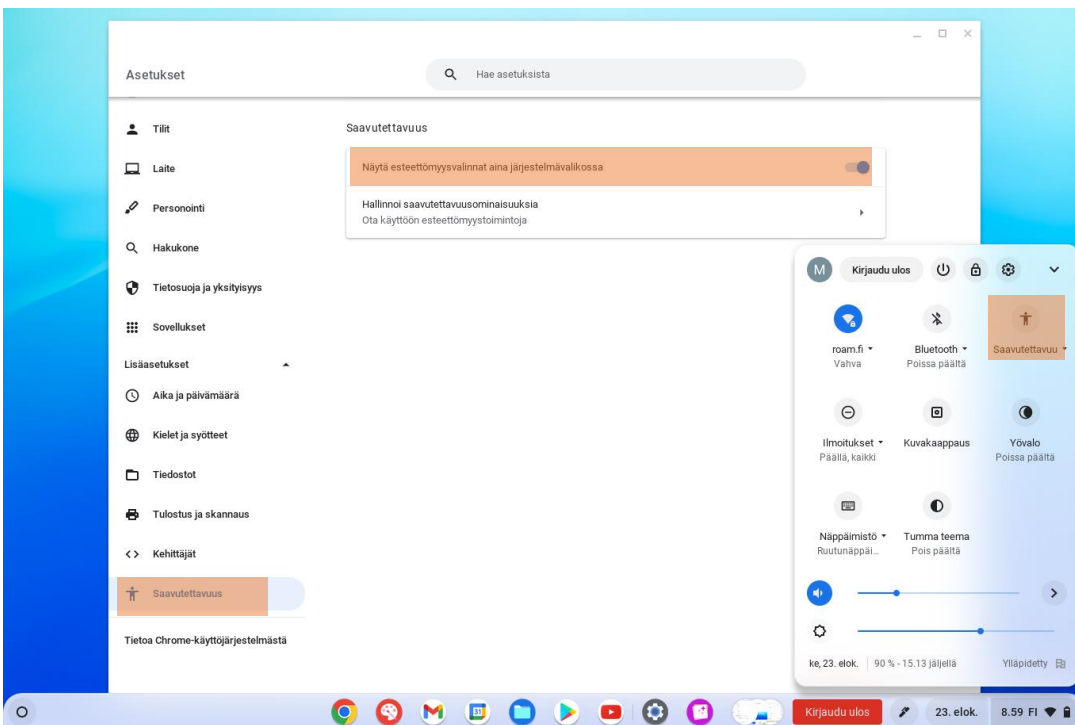 Asetukset
Hae asetuksista
Tilit
Laite
Personointi
Hakukone
Tietosuoja ja yksityisyys
Sovellukset
Lisäasetukset
Aika ja päivämäärä
Kielet ja syötteet
Tiedostot
Tulostus ja skannaus
Kehittäjät
Saavutettavuus
Tietoa Chrome-käyttöjärjestelmästä
Saavutettavuus
Näytä esteettömyysvalinnat aina järjestelmävalikossa
Hallinnoi saavutettavuusominaisuuksia
Ota käyttöön esteettömyystoimintoja
M Kirjaudu ulos
roam.fi Bluetooth Saavutettavuu
Vahva Poissa päältä
Ilmoitukset Kuvakaappaus Yövalo
Päällä, kaikki Poissa päältä
Näppäimistö Tumma teema
Ruutunäppäi... Pois päältä
ke, 23. elok. 90 % - 15.13 jäljellä Ylläpidetty
31
Kirjaudu ulos 23. elok. 8.59 FI